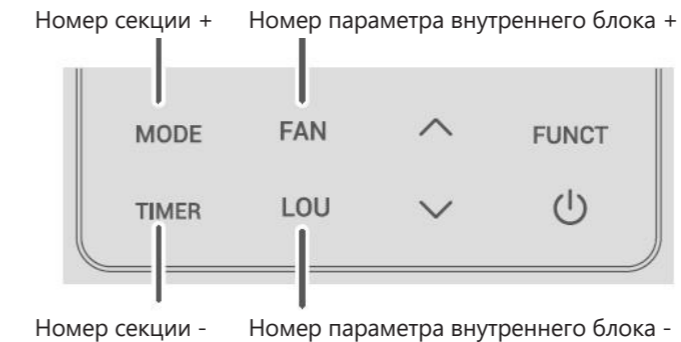 Номер секции + Номер параметра внутреннего блока +
MODE FAN FUNCT
TIMER LOU
Номер секции - Номер параметра внутреннего блока -